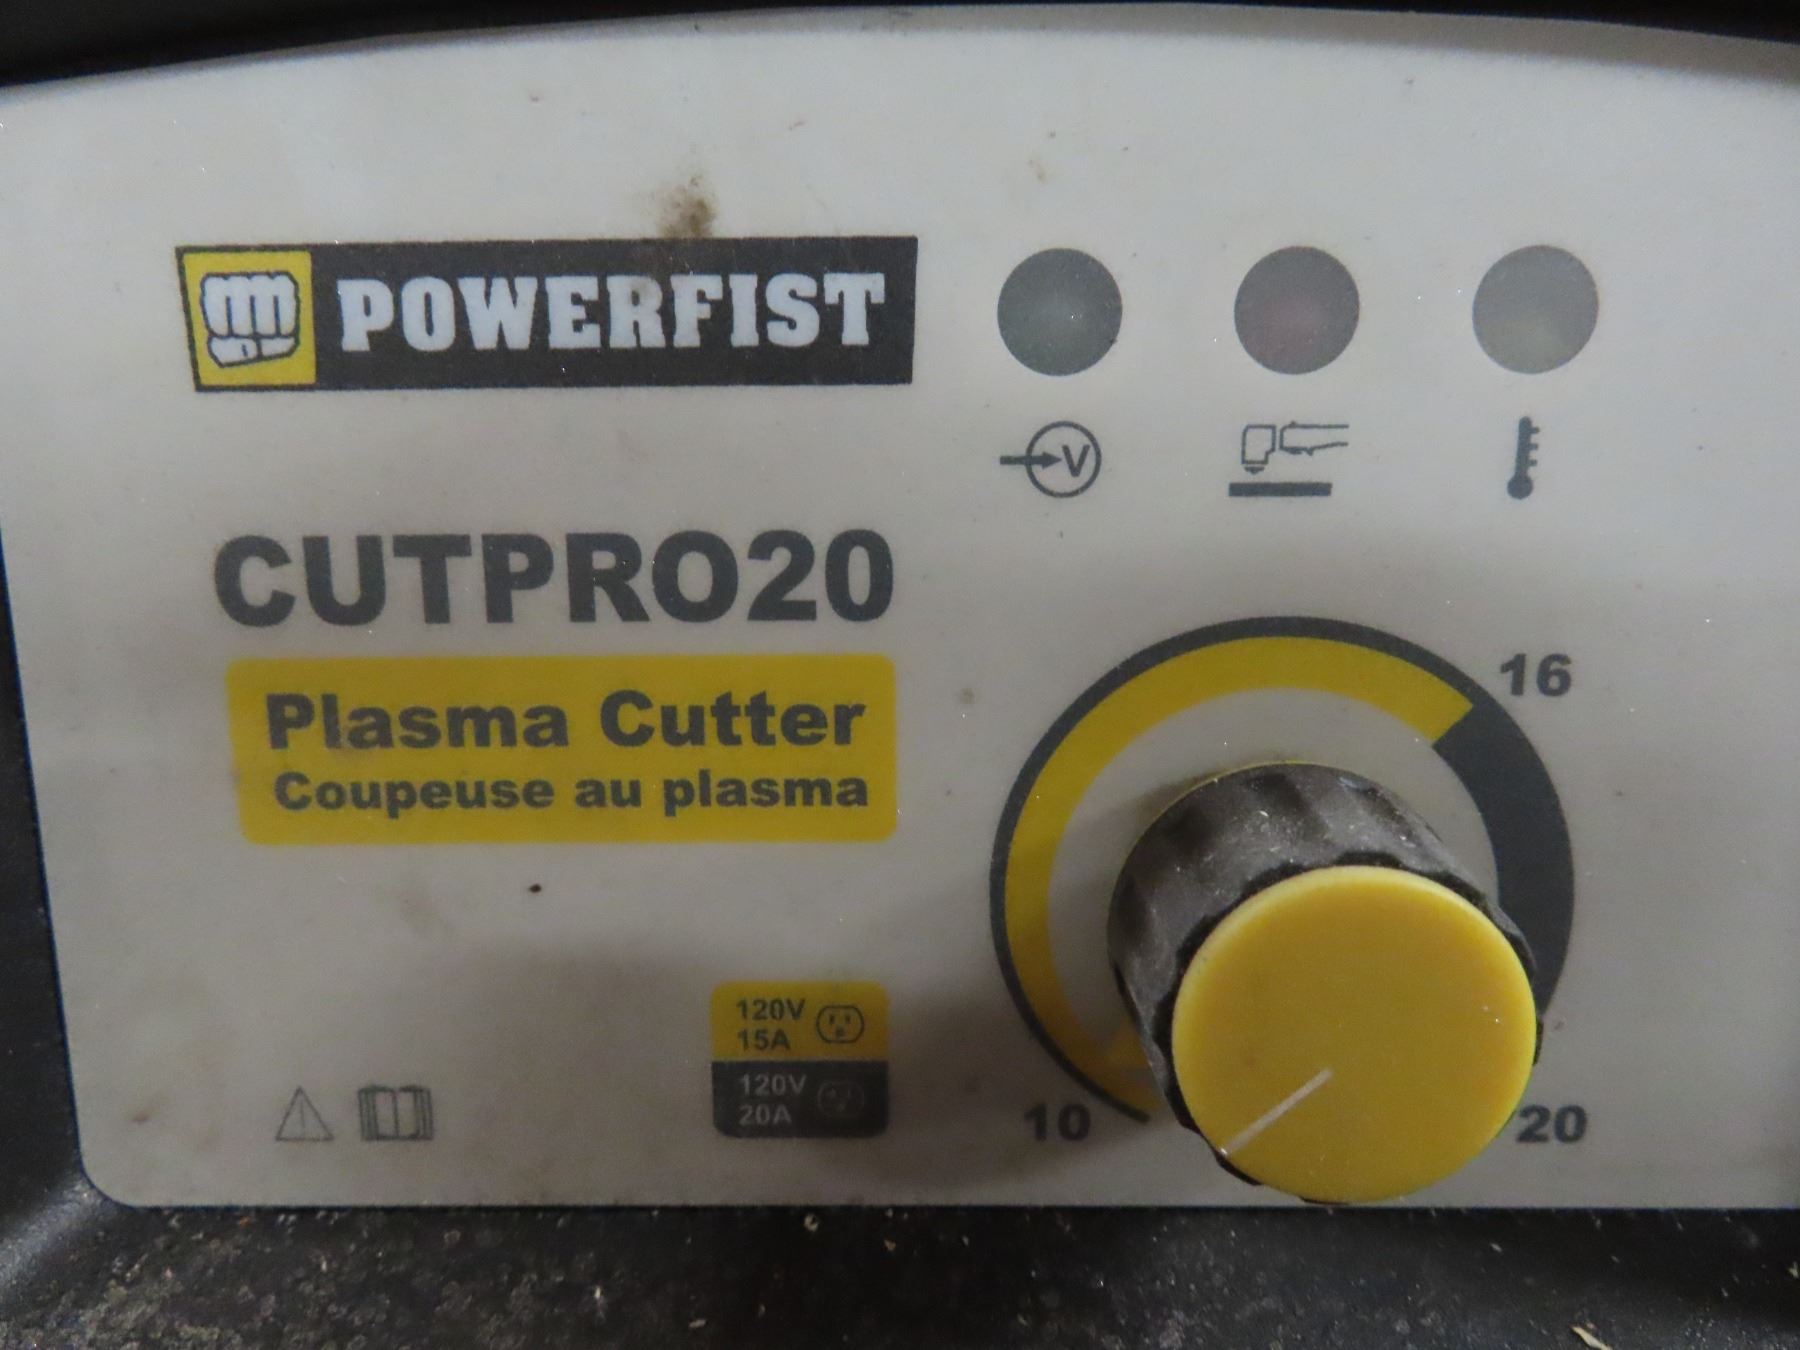 POWERFIST
V
CUTPRO20
Plasma Cutter
Coupeuse au plasma
16
10
20
120V
15A
120V
20A